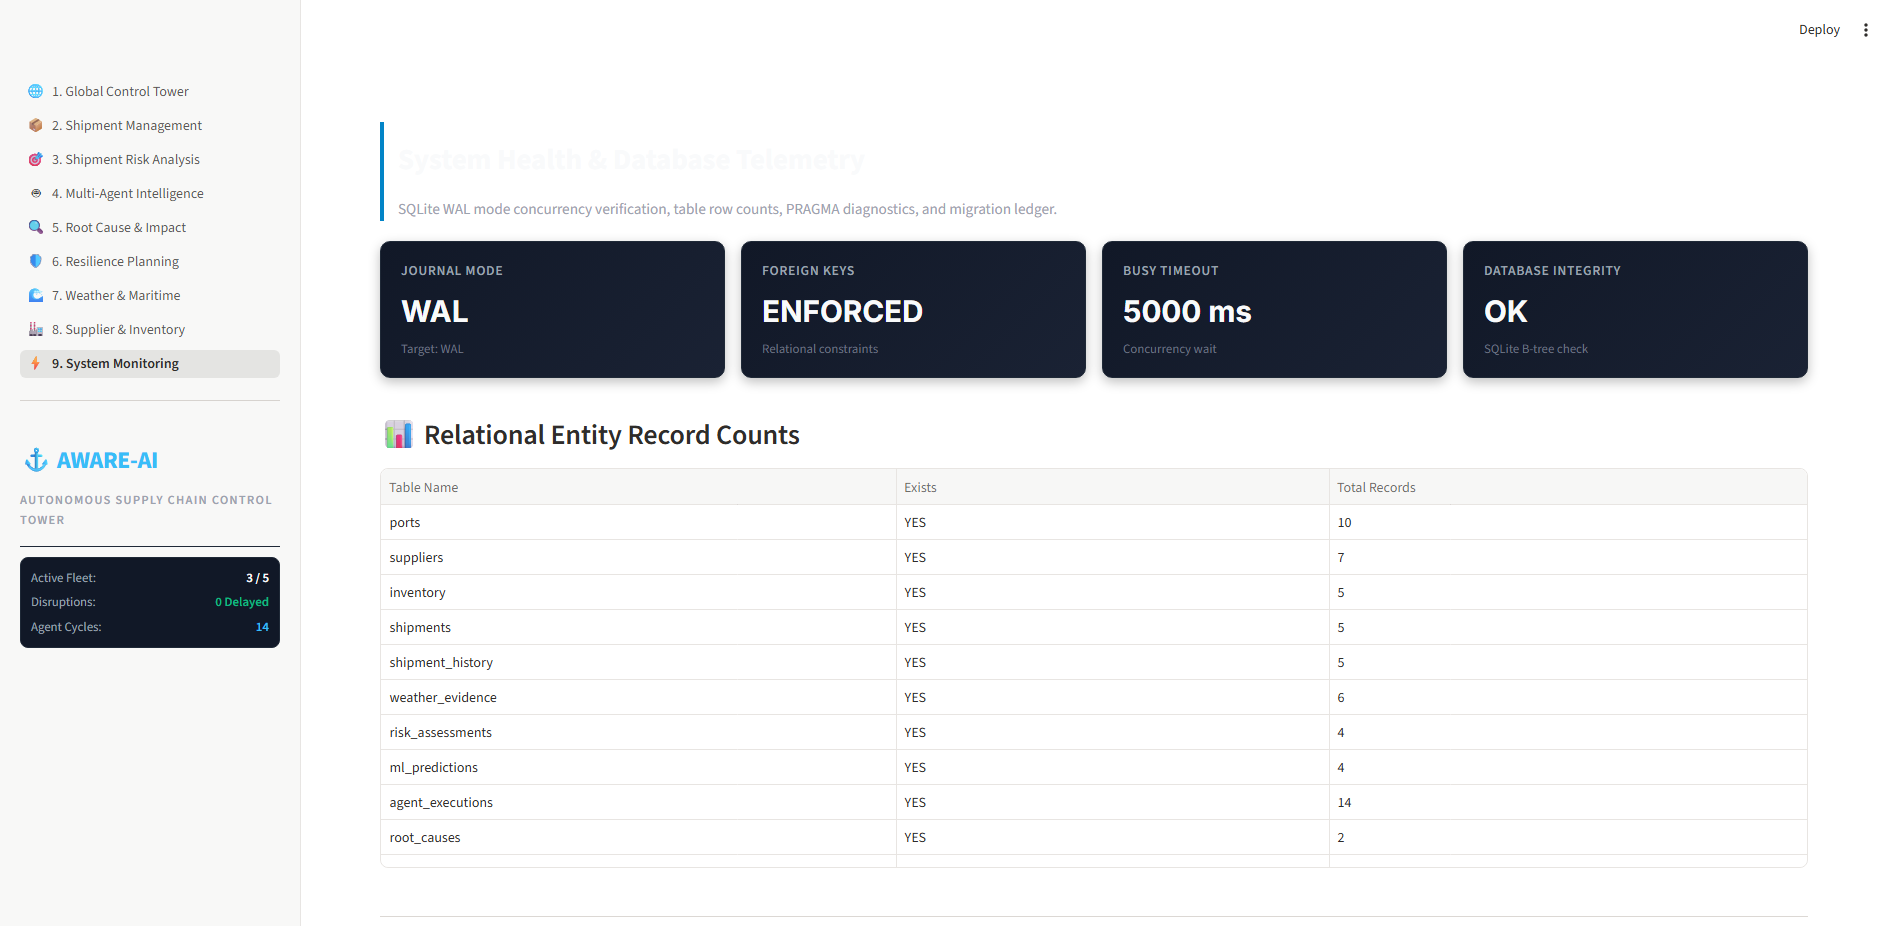 Deploy
1. Global Control Tower
2. Shipment Management
3. Shipment Risk Analysis
4. Multi-Agent Intelligence
5. Root Cause & Impact
6. Resilience Planning
7. Weather & Maritime
8. Supplier & Inventory
9. System Monitoring
AWARE-AI
AUTONOMOUS SUPPLY CHAIN CONTROL
TOWER
Active Fleet: 3 / 5
Disruptions: 0 Delayed
Agent Cycles: 14
System Health & Database Telemetry
SQLite WAL mode concurrency verification, table row counts, PRAGMA diagnostics, and migration ledger.
JOURNAL MODE
WAL
Target: WAL
FOREIGN KEYS
ENFORCED
Relational constraints
BUSY TIMEOUT
5000 ms
Concurrency wait
DATABASE INTEGRITY
OK
SQLite B-tree check
Relational Entity Record Counts
Table Name Exists Total Records
ports YES 10
suppliers YES 7
inventory YES 5
shipments YES 5
shipment_history YES 5
weather_evidence YES 6
risk_assessments YES 4
ml_predictions YES 4
agent_executions YES 14
root_causes YES 2